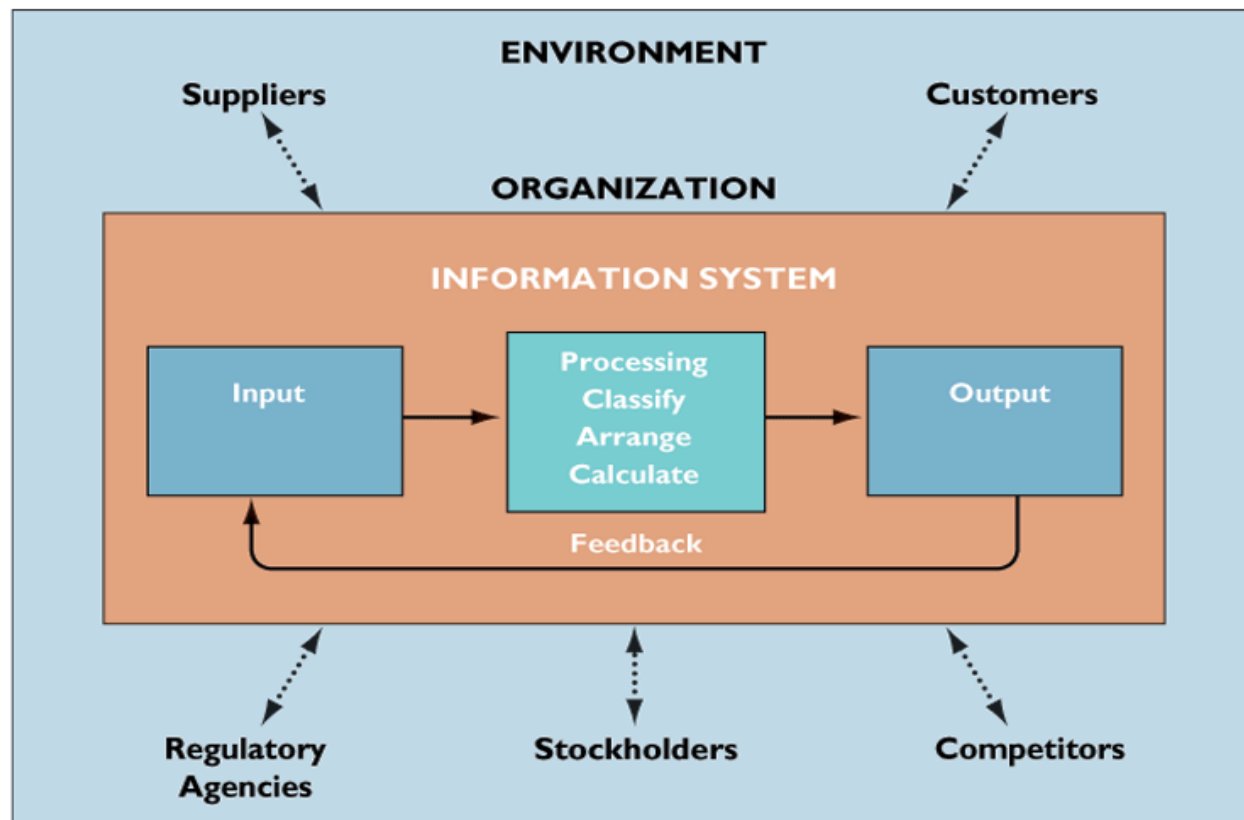 ENVIRONMENT
Suppliers
Customers
ORGANIZATION
INFORMATION SYSTEM
Input
Processing
Classify
Arrange
Calculate
Output
Feedback
Regulatory
Agencies
Stockholders
Competitors